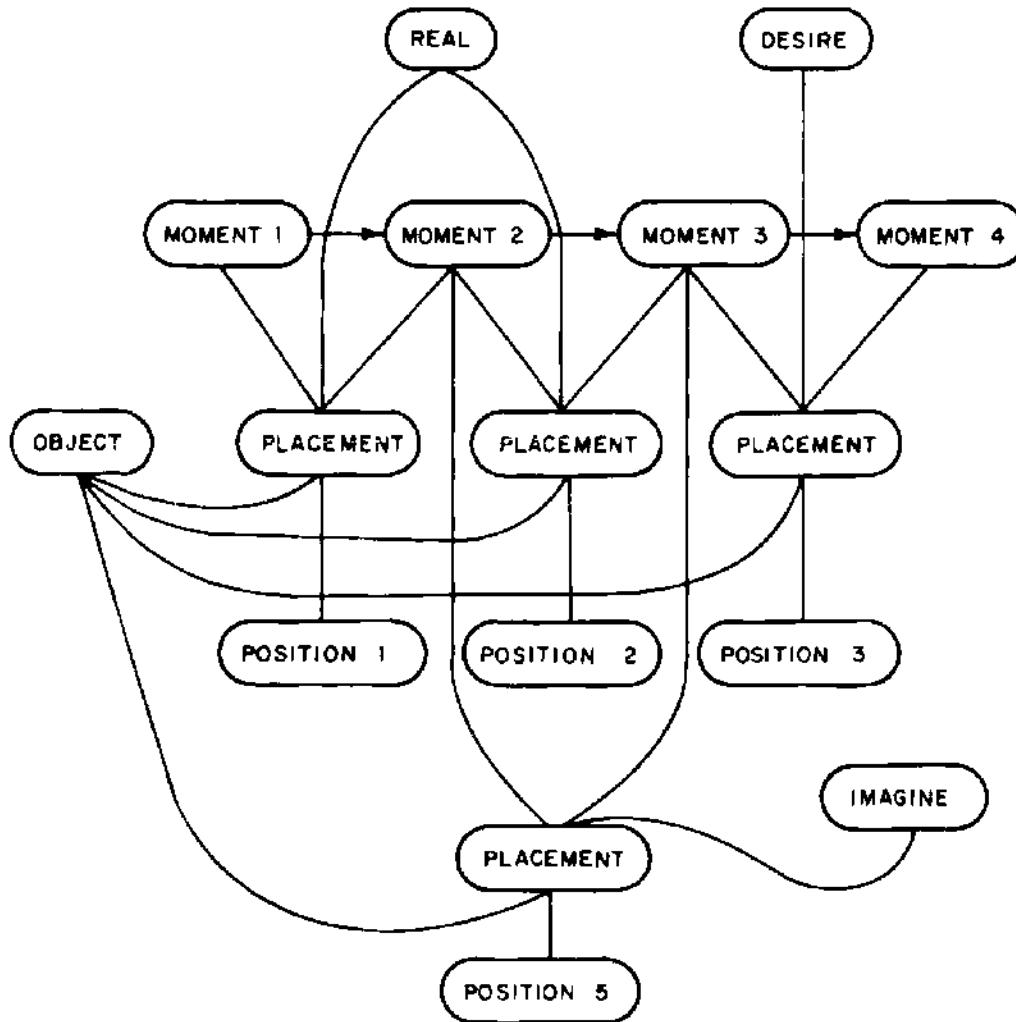 REAL
DESIRE
MOMENT 1
MOMENT 2
MOMENT 3
MOMENT 4
OBJECT
PLACEMENT
PLACEMENT
PLACEMENT
POSITION 1
POSITION 2
POSITION 3
IMAGINE
PLACEMENT
POSITION 5